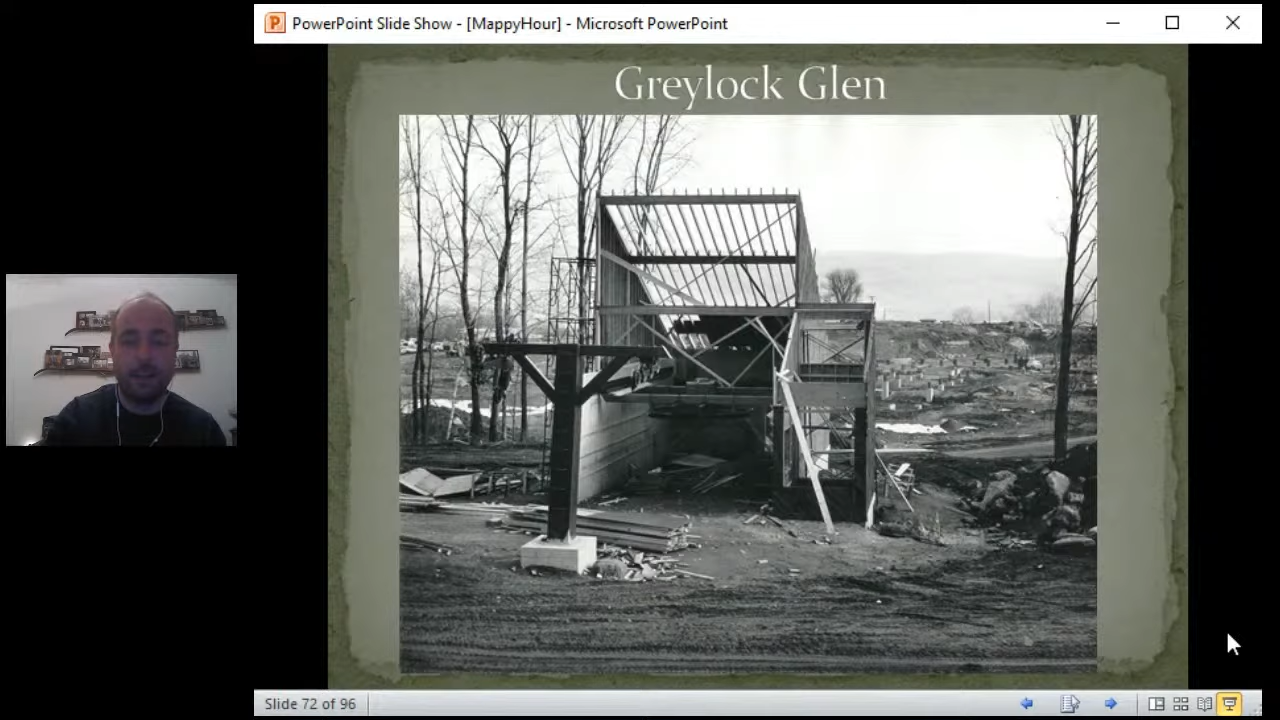 PowerPoint Slide Show - [MappyHour] - Microsoft PowerPoint
Greylock Glen
Slide 72 of 96